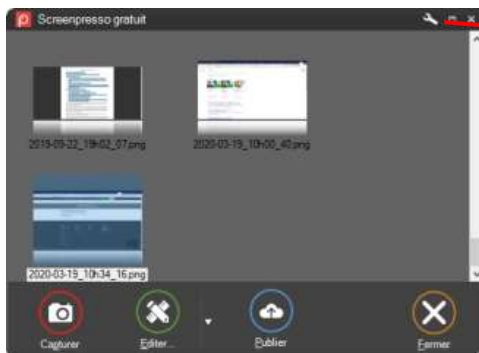 Screenpresso gratuit
2019-09-22_19h02_07.png
2020-03-19_10h00_40.png
2020-03-19_10h34_16.png
Capturer
Editer...
Publier
Fermer